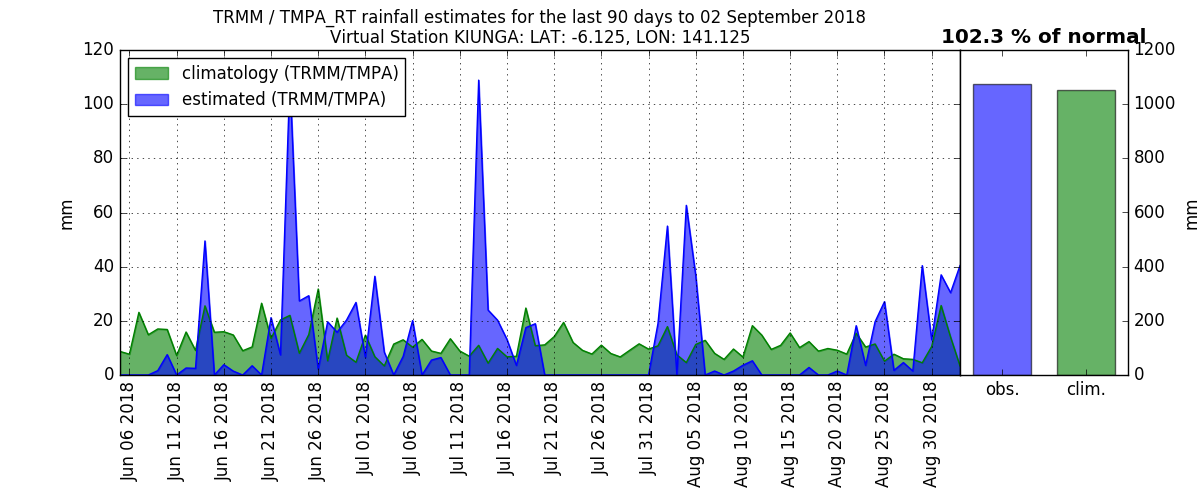 TRMM / TMPA_RT rainfall estimates for the last 90 days to 02 September 2018
Virtual Station KIUNGA: LAT: -6.125, LON: 141.125
102.3 % of normal
climatology (TRMM/TMPA)
estimated (TRMM/TMPA)
mm
120
100
80
60
40
20
0
Jun 06 2018
Jun 11 2018
Jun 16 2018
Jun 21 2018
Jun 26 2018
Jul 01 2018
Jul 06 2018
Jul 11 2018
Jul 16 2018
Jul 21 2018
Jul 26 2018
Jul 31 2018
Aug 05 2018
Aug 10 2018
Aug 15 2018
Aug 20 2018
Aug 25 2018
Aug 30 2018
obs.
clim.
1200
1000
800
600
400
200
0
mm